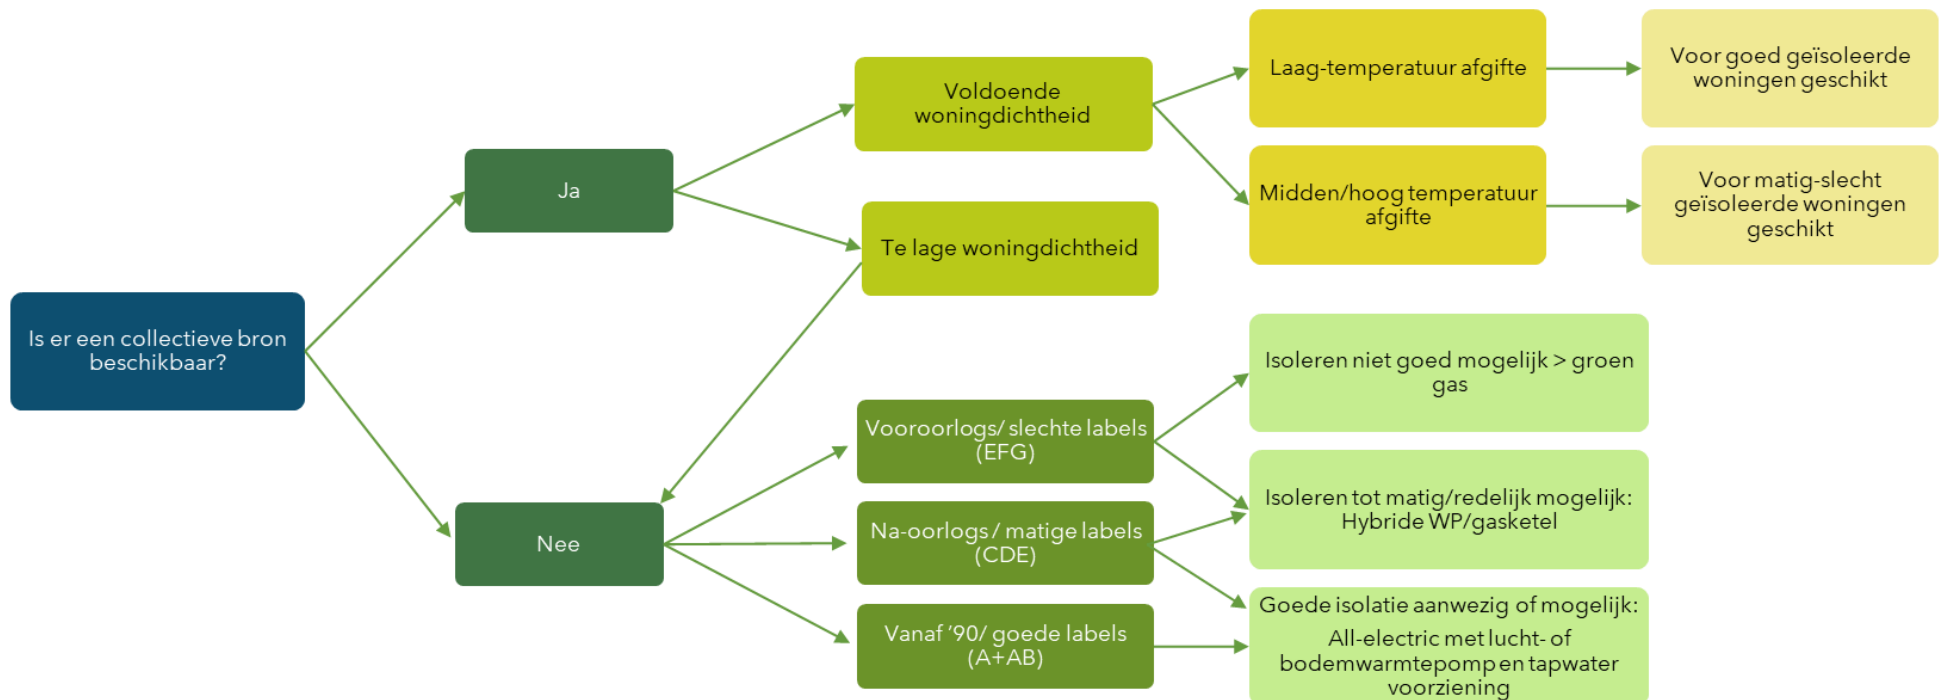 Is er een collectieve bron
beschikbaar?
Ja
Nee
Voldoende
woningdichtheid
Te lage woningdichtheid
Laag-temperatuur afgifte
Midden/hoog temperatuur
afgifte
Voor goed geïsoleerde
woningen geschikt
Voor matig-slecht
geïsoleerde woningen
geschikt
Vooroorlogs/ slechte labels
(EFG)
Na-oorlogs / matige labels
(CDE)
Vanaf ’90/ goede labels
(A+AB)
Isoleren niet goed mogelijk > groen
gas
Isoleren tot matig/redelijk mogelijk:
Hybride WP/gasketel
Goede isolatie aanwezig of mogelijk:
All-electric met lucht- of
bodemwarmtepomp en tapwater
voorziening